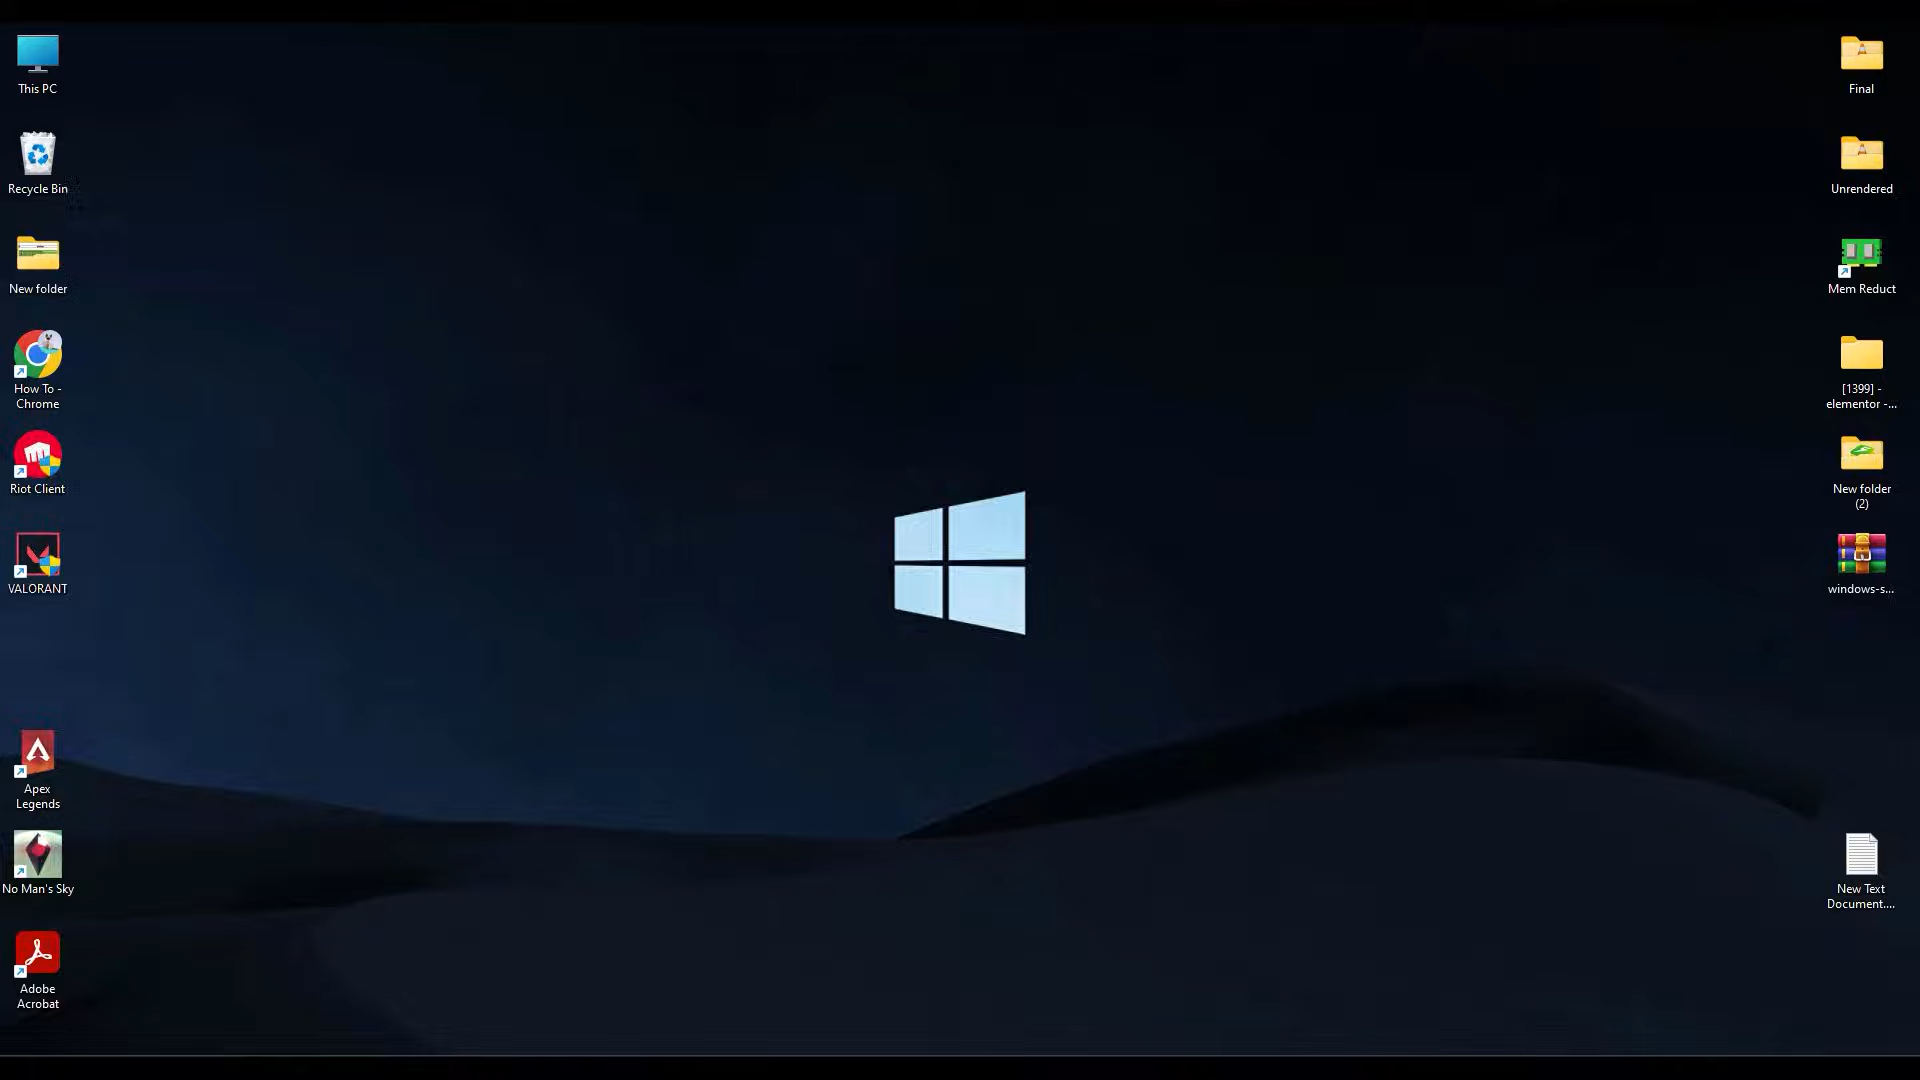 This PC
Recycle Bin
New folder
How To -
Chrome
Riot Client
VALORANT
Apex
Legends
No Man's Sky
Adobe
Acrobat
Final
Unrendered
Mem Reduct
[1399] -
elementor -...
New folder
(2)
windows-s...
New Text
Document....